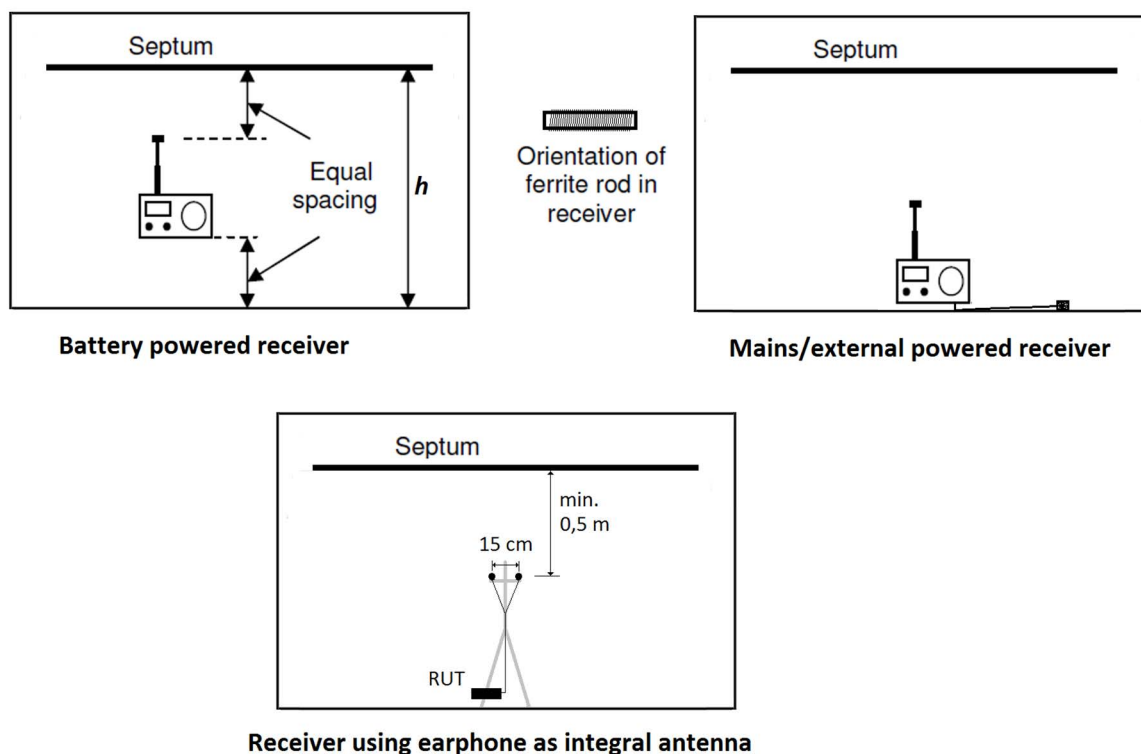 Septum
Equal
spacing
h
Battery powered receiver
Orientation of
ferrite rod in
receiver
Septum
Mains/external powered receiver
Septum
min.
0,5 m
15 cm
RUT
Receiver using earphone as integral antenna